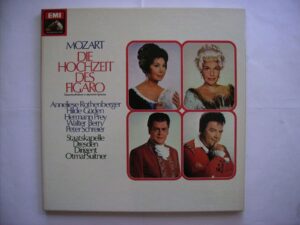 EMI
MOZART
DIE
HOCHZEIT
DES
FIGARO
Anneliese Rothenberger
Hilde Güden
Hermann Prey
Walter Berry
Peter Schreier
Staatskapelle
Dresden
Dirigent
Otmar Suitner